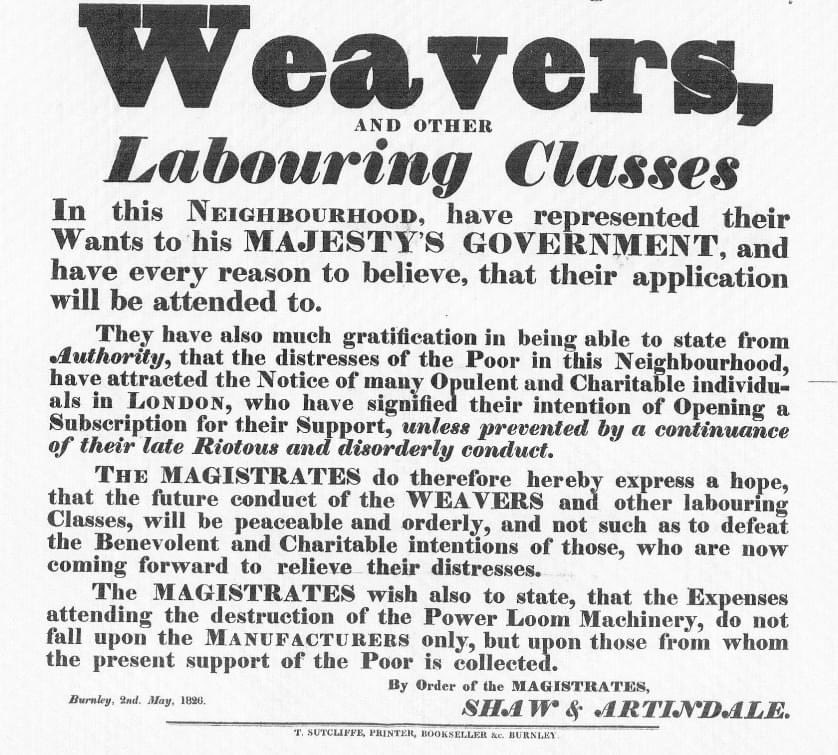 Weavers,
AND OTHER
Labouring Classes
In this NEIGHBOURHOOD, have represented their
Wants to his MAJESTY'S GOVERNMENT, and
have every reason to believe, that their application
will be attended to.
They have also much gratification in being able to state from
Authority, that the distresses of the Poor in this Neighbourhood,
have attracted the Notice of many Opulent and Charitable individu-
als in LONDON, who have signified their intention of Opening a
Subscription for their Support, unless prevented by a continuance
of their late Riotous and disorderly conduct.
THE MAGISTRATES do therefore hereby express a hope,
that the future conduct of the WEAVERS and other labouring
Classes, will be peaceable and orderly, and not such as to defeat
the Benevolent and Charitable intentions of those, who are now
coming forward to relieve their distresses.
The MAGISTRATES wish also to state, that the Expenses
attending the destruction of the Power Loom Machinery, do not
fall upon the MANUFACTURERS only, but upon those from whom
the present support of the Poor is collected.
By Order of the MAGISTRATES,
Burnley, 2nd. May, 1826.
SHAW & ARTINDALE.
T. SUTCLIFFE, PRINTER, BOOKSELLER &c. BURNLEY